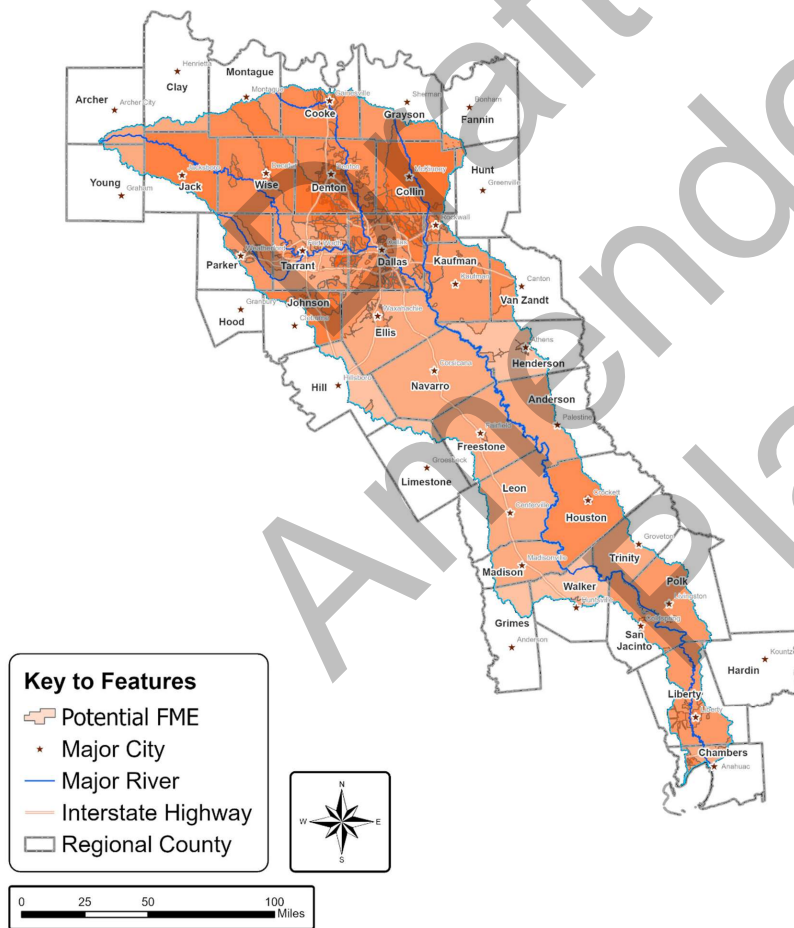 Henrietta
Clay
Montague
Montague
Archer
Archer City
Gainesville
Cooke
Sherman
Grayson
Bonham
Fannin
Young
Graham
Jacksboro
Jack
Decatur
Wise
Denton
Denton
McKinney
Collin
Hunt
Greenville
Rockwall
Weatherford
Parker
Fort Worth
Tarrant
Dallas
Dallas
Kaufman
Kaufman
Canton
Van Zandt
Granbury
Hood
Johnson
Cleburne
Waxahachie
Ellis
Athens
Henderson
Hill
Hillsboro
Corsicana
Navarro
Anderson
Palestine
Fairfield
Freestone
Groesbeck
Limestone
Leon
Centerville
Crockett
Houston
Madisonville
Madison
Groveton
Trinity
Walker
Huntsville
Polk
Livingston
Grimes
Anderson
Coldspring
San
Jacinto
Kountze
Hardin
Liberty
Liberty
Chambers
Anahuac
Key to Features
Potential FME
Major City
Major River
Interstate Highway
Regional County
N
W E
S
0 25 50 100
Miles
Draft
Amende
Pla